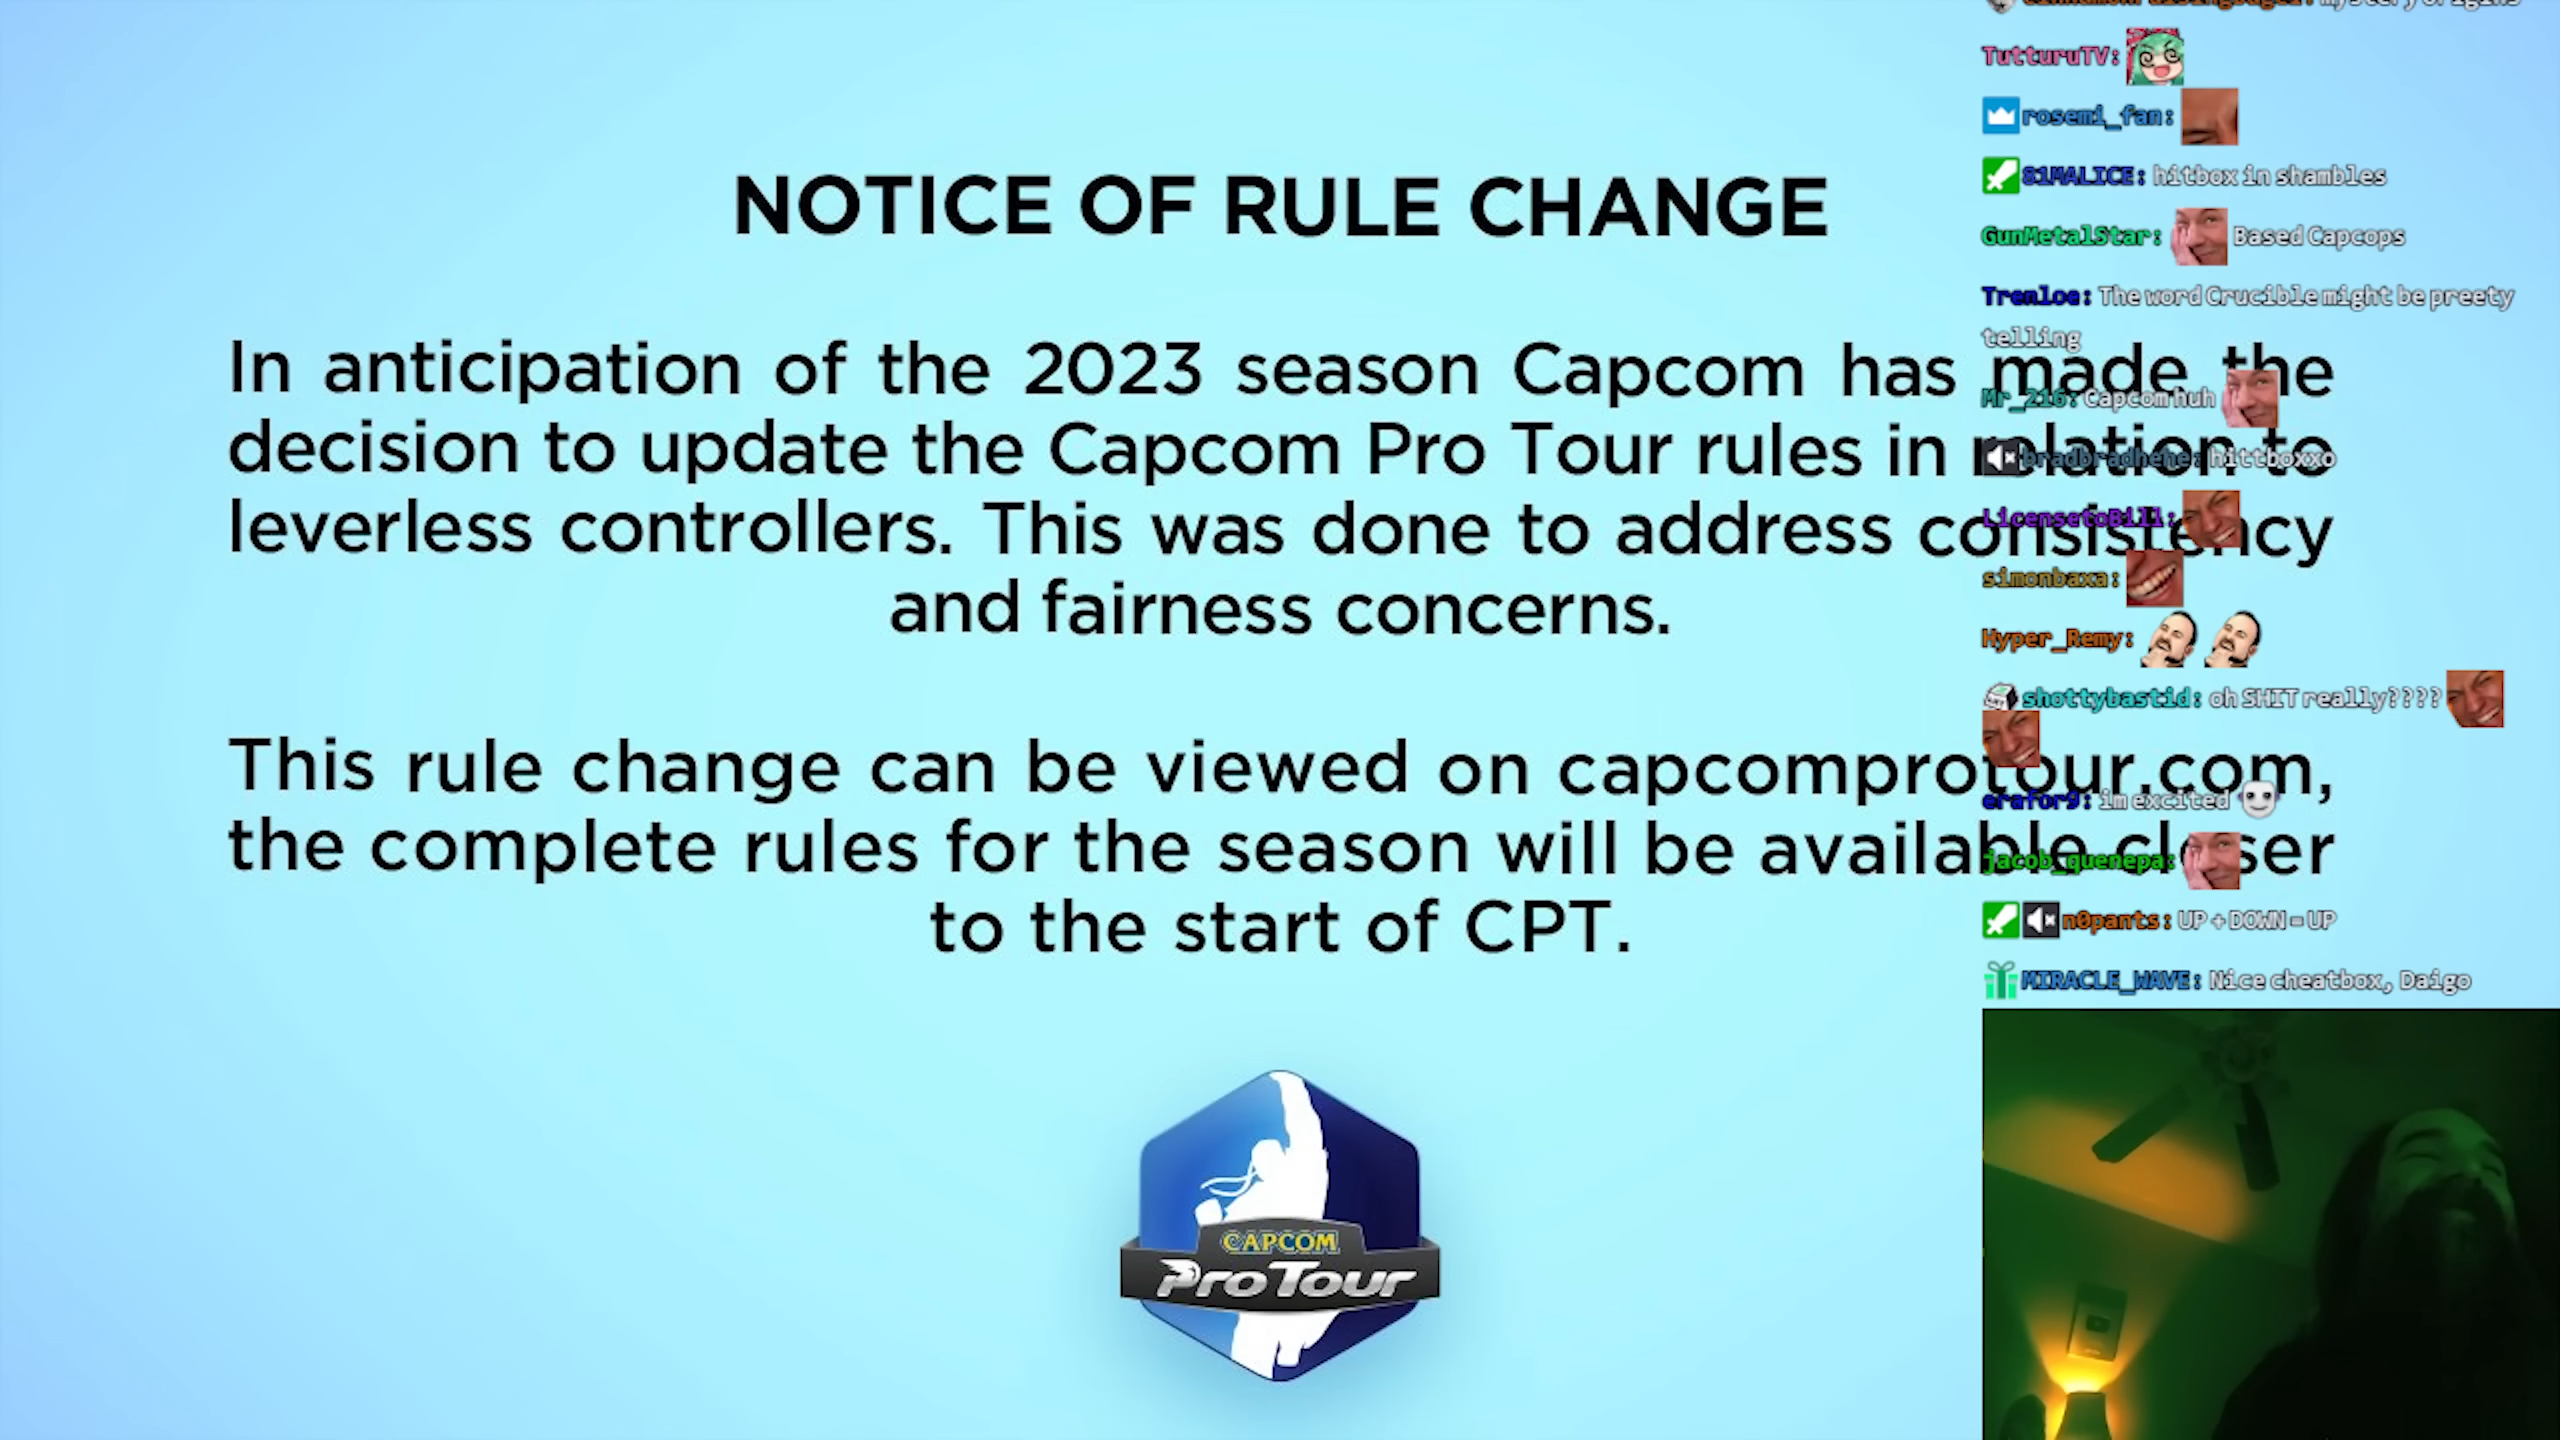 NOTICE OF RULE CHANGE
In anticipation of the 2023 season Capcom has made the
decision to update the Capcom Pro Tour rules in relation to
leverless controllers. This was done to address consistency
and fairness concerns.
This rule change can be viewed on capcomprotour.com,
the complete rules for the season will be available closer
to the start of CPT.
CAPCOM
Pro Tour
TutturuTV:
rosemi_fan:
81MALICE: hitbox in shambles
GunMetalStar: Based Capcops
Trenloe: The word Crucible might be preety
telling
Mr_216: Capcom huh
bradbradhehe: hittboxxo
LicensetoBill:
simonbaxa:
Hyper_Remy:
shottybastid: oh SHIT really????
erafor9: im excited
jacob_quenepa:
n0pants: UP + DOWN = UP
MIRACLE_WAVE: Nice cheatbox, Daigo